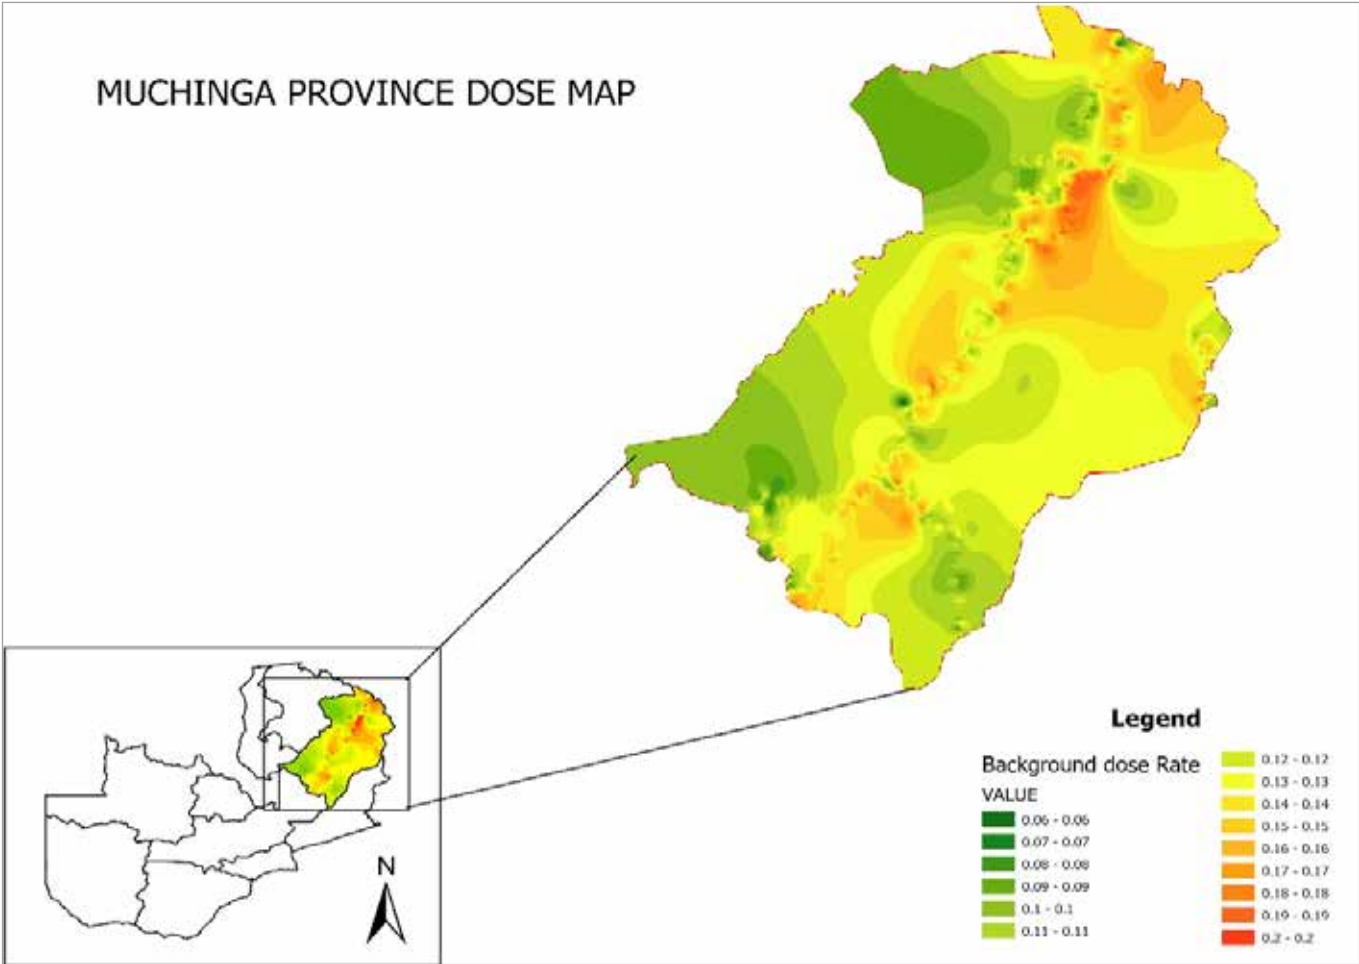 MUCHINGA PROVINCE DOSE MAP
N
Legend
Background dose Rate
VALUE
0.06 - 0.06
0.07 - 0.07
0.08 - 0.08
0.09 - 0.09
0.1 - 0.1
0.11 - 0.11
0.12 - 0.12
0.13 - 0.13
0.14 - 0.14
0.15 - 0.15
0.16 - 0.16
0.17 - 0.17
0.18 - 0.18
0.19 - 0.19
0.2 - 0.2